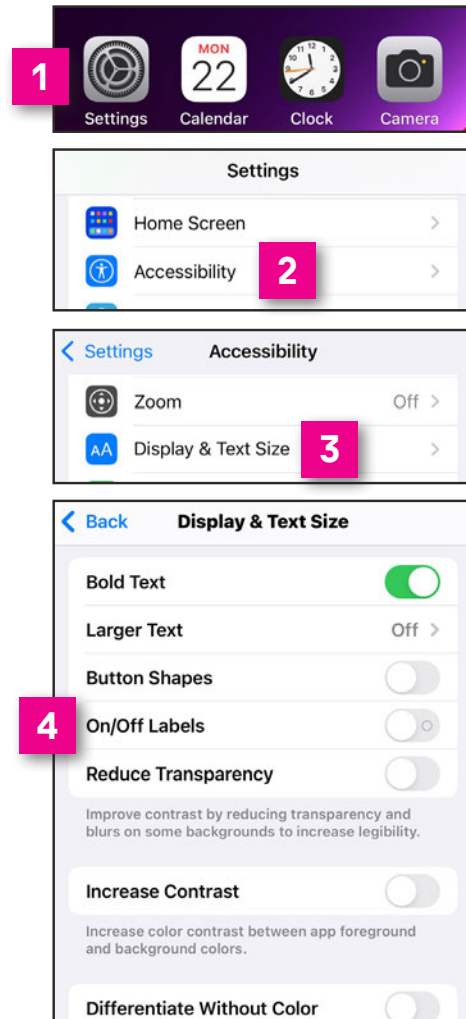 1
MON
22
12
Settings Calendar Clock Camera
Settings
Home Screen
Accessibility 2
Settings Accessibility
Zoom Off
AA Display & Text Size 3
Back Display & Text Size
Bold Text
Larger Text Off
Button Shapes
4 On/Off Labels
Reduce Transparency
Improve contrast by reducing transparency and
blurs on some backgrounds to increase legibility.
Increase Contrast
Increase color contrast between app foreground
and background colors.
Differentiate Without Color